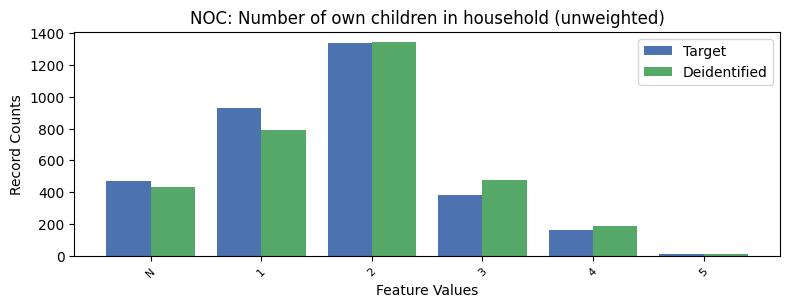 NOC: Number of own children in household (unweighted)
1400
1200
1000
800
600
400
200
0
Record Counts
Target
Deidentified
N
1
2
3
4
5
Feature Values